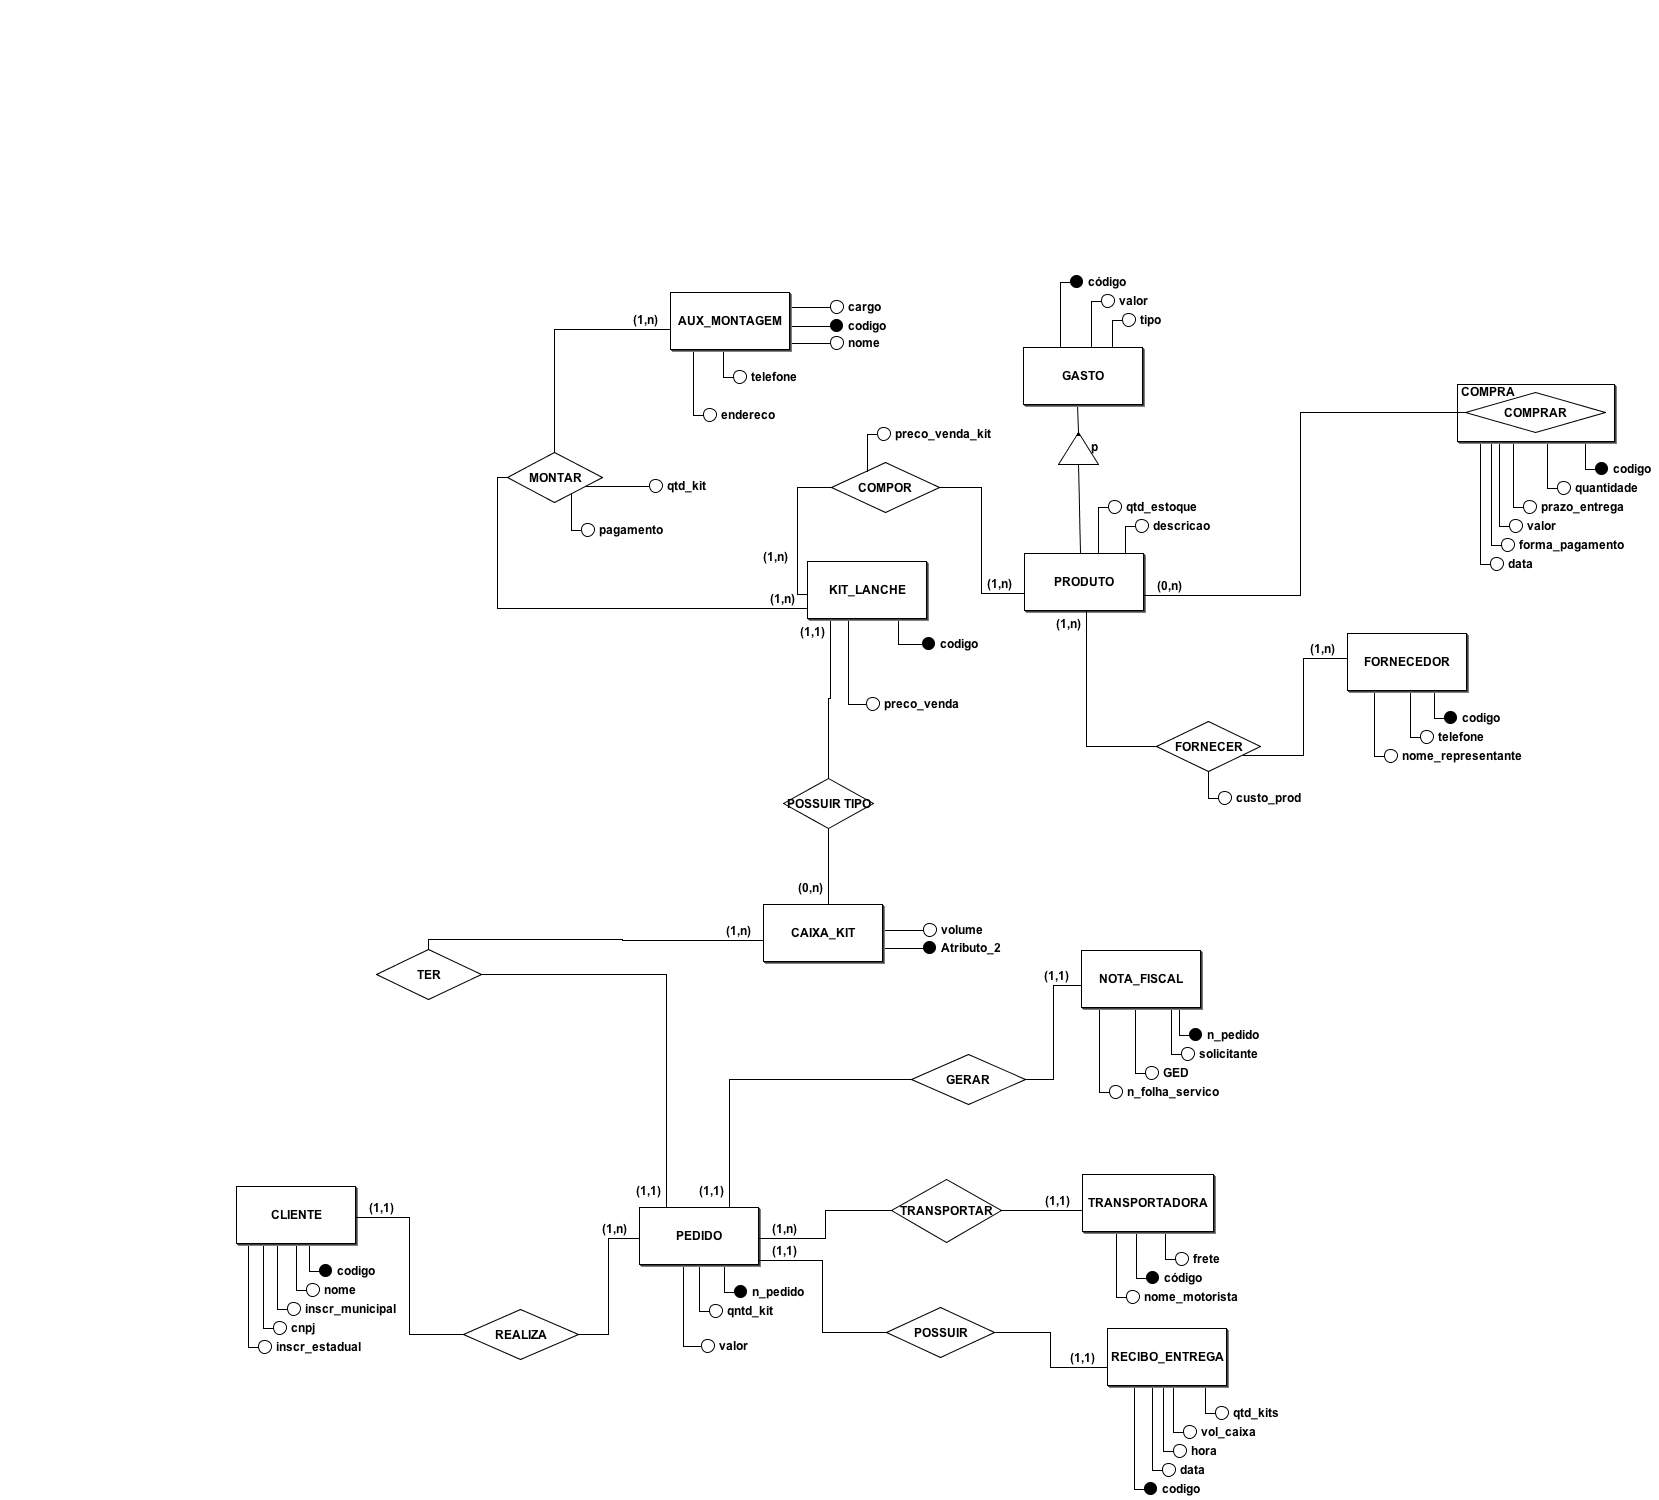 código
valor
tipo
GASTO
p
(1,n)
AUX_MONTAGEM
cargo
codigo
nome
telefone
endereco
MONTAR
qtd_kit
pagamento
preco_venda_kit
COMPOR
COMPRA
COMPRAR
codigo
quantidade
prazo_entrega
valor
forma_pagamento
data
qtd_estoque
descricao
(1,n)
(1,n)
KIT_LANCHE
(1,1)
codigo
preco_venda
(1,n)
PRODUTO
(0,n)
(1,n)
(1,n)
FORNECEDOR
codigo
telefone
nome_representante
FORNECER
custo_prod
POSSUIR TIPO
(0,n)
(1,n)
CAIXA_KIT
volume
Atributo_2
TER
(1,1)
NOTA_FISCAL
n_pedido
solicitante
GED
n_folha_servico
GERAR
(1,1)
(1,1)
CLIENTE
(1,1)
codigo
nome
inscr_municipal
cnpj
inscr_estadual
REALIZA
(1,n)
PEDIDO
(1,n)
(1,1)
n_pedido
qntd_kit
valor
TRANSPORTAR
(1,1)
TRANSPORTADORA
frete
código
nome_motorista
POSSUIR
(1,1)
RECIBO_ENTREGA
qtd_kits
vol_caixa
hora
data
codigo